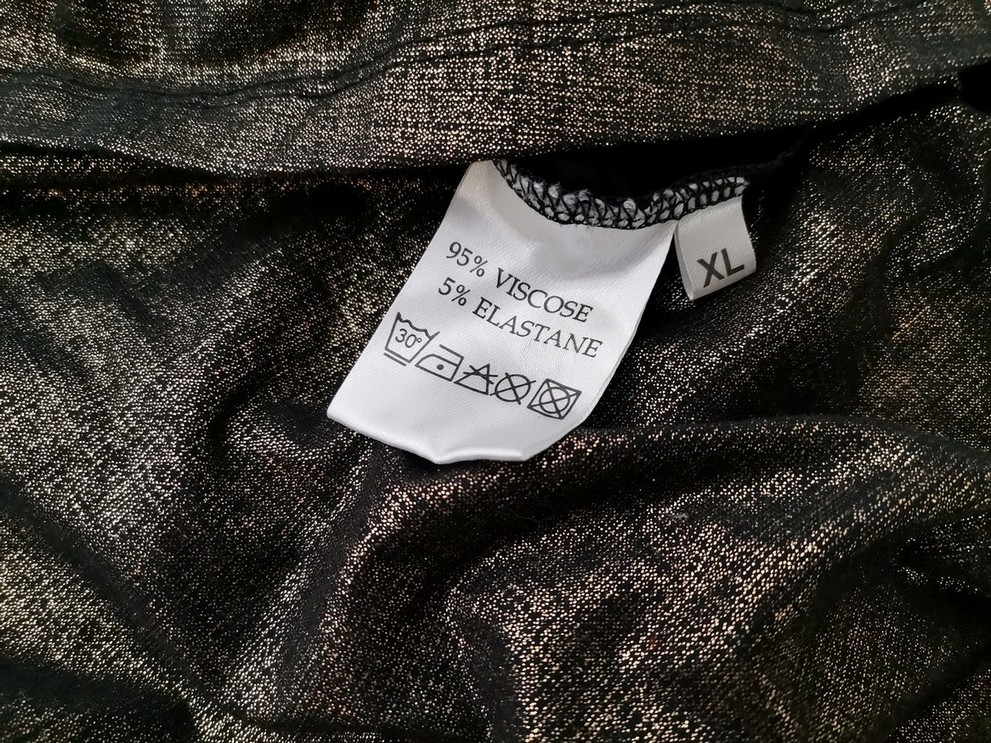 95% VISCOSE
5% ELASTANE
30°
XL